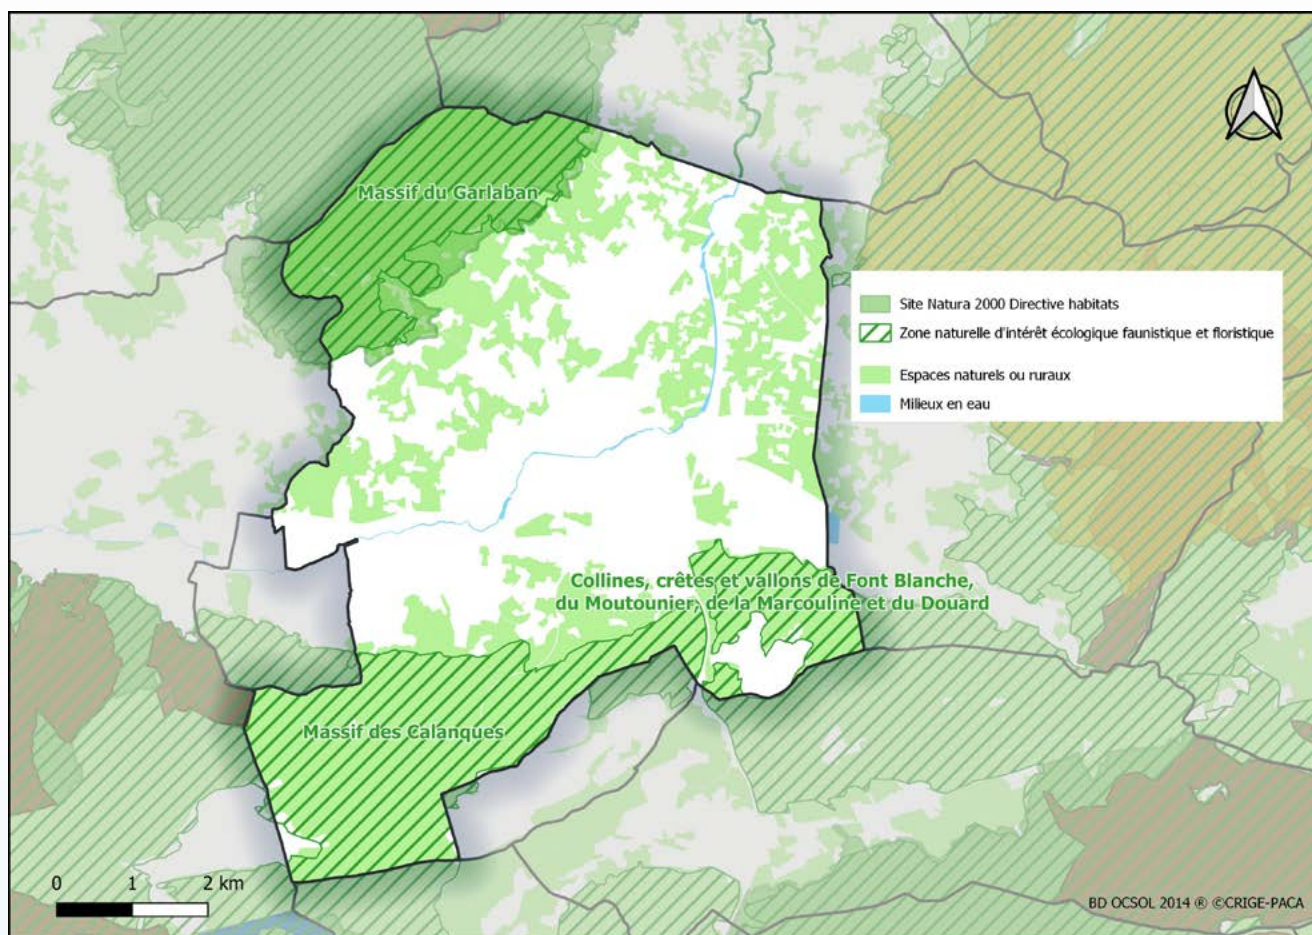 Massif du Garlaban
Site Natura 2000 Directive habitats
Zone naturelle d'intérêt écologique faunistique et floristique
Espaces naturels ou ruraux
Milieux en eau
Collines, crêtes et vallons de Font Blanche,
du Moutounier, de la Marcouline et du Douard
Massif des Calanques
0 1 2 km
BD OCSOL 2014 ® ©CRIGE-PACA